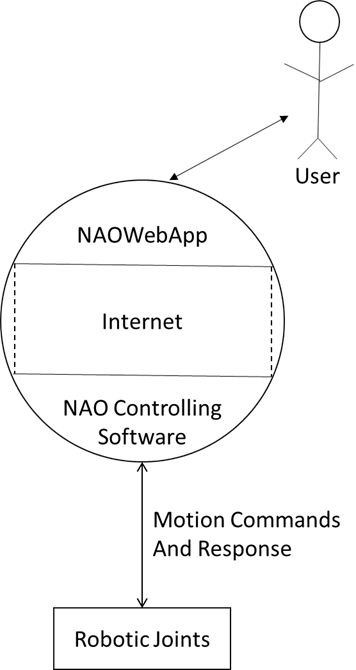 User
NAOWebApp
Internet
NAO Controlling
Software
Motion Commands
And Response
Robotic Joints